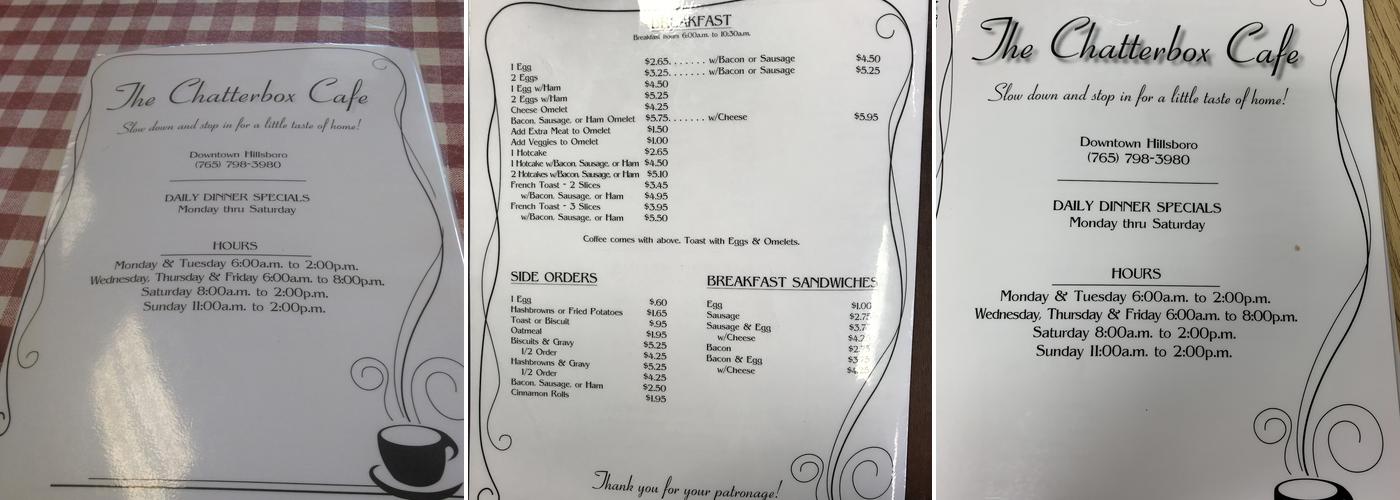 The Chatterbox Cafe
Slow down and stop in for a little taste of home!
Downtown Hillsboro
(765) 798-3980
DAILY DINNER SPECIALS
Monday thru Saturday
HOURS
Monday & Tuesday 6:00a.m. to 2:00p.m.
Wednesday, Thursday & Friday 6:00a.m. to 8:00p.m.
Saturday 8:00a.m. to 2:00p.m.
Sunday 11:00a.m. to 2:00p.m.
BREAKFAST
Breakfast hours 6:00a.m. to 10:30a.m.
1 Egg $2.65. . . . . . . w/Bacon or Sausage $4.50
2 Eggs $3.25. . . . . . . w/Bacon or Sausage $5.25
1 Egg w/Ham $4.50
2 Eggs w/Ham $5.25
Cheese Omelet $4.25
Bacon, Sausage, or Ham Omelet $5.75. . . . . . . w/Cheese $5.95
Add Extra Meat to Omelet $1.50
Add Veggies to Omelet $1.00
1 Hotcake $2.65
1 Hotcake w/Bacon, Sausage, or Ham $4.50
2 Hotcakes w/Bacon, Sausage, or Ham $5.10
French Toast - 2 Slices $3.45
w/Bacon, Sausage, or Ham $4.95
French Toast - 3 Slices $3.95
w/Bacon, Sausage, or Ham $5.50
Coffee comes with above. Toast with Eggs & Omelets.
SIDE ORDERS
1 Egg $.60
Hashbrowns or Fried Potatoes $1.65
Toast or Biscuit $.95
Oatmeal $1.95
Biscuits & Gravy $5.25
1/2 Order $4.25
Hashbrowns & Gravy $5.25
1/2 Order $4.25
Bacon, Sausage, or Ham $2.50
Cinnamon Rolls $1.95
BREAKFAST SANDWICHES
Egg $1.00
Sausage
Sausage & Egg
w/Cheese
Bacon
Bacon & Egg
w/Cheese
Thank you for your patronage!
The Chatterbox Cafe
Slow down and stop in for a little taste of home!
Downtown Hillsboro
(765) 798-3980
DAILY DINNER SPECIALS
Monday thru Saturday
HOURS
Monday & Tuesday 6:00a.m. to 2:00p.m.
Wednesday, Thursday & Friday 6:00a.m. to 8:00p.m.
Saturday 8:00a.m. to 2:00p.m.
Sunday 11:00a.m. to 2:00p.m.